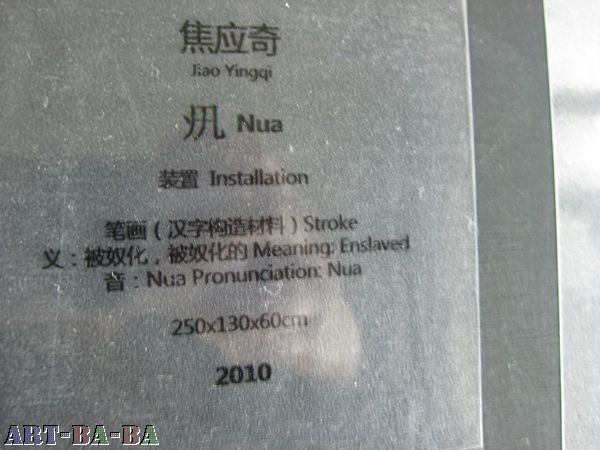 焦应奇
Jiao Yingqi
Nua
装置 Installation
笔画（汉字构造材料）Stroke
义：被奴化，被奴化的 Meaning: Enslaved
音：Nua Pronunciation: Nua
250x130x60cm
2010
ART-BA-BA